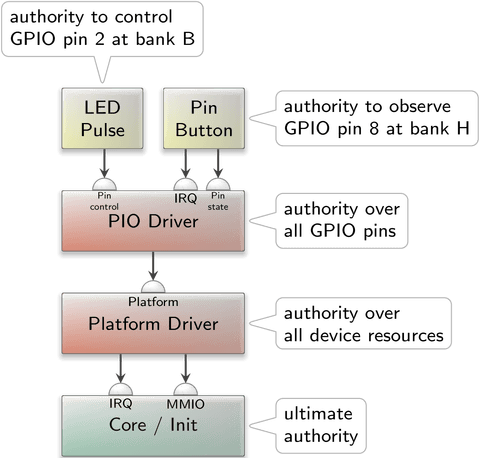 authority to control
GPIO pin 2 at bank B
LED
Pulse
Pin
Button
authority to observe
GPIO pin 8 at bank H
Pin
control
IRQ
Pin
state
PIO Driver
authority over
all GPIO pins
Platform
Platform Driver
authority over
all device resources
IRQ
MMIO
Core / Init
ultimate
authority